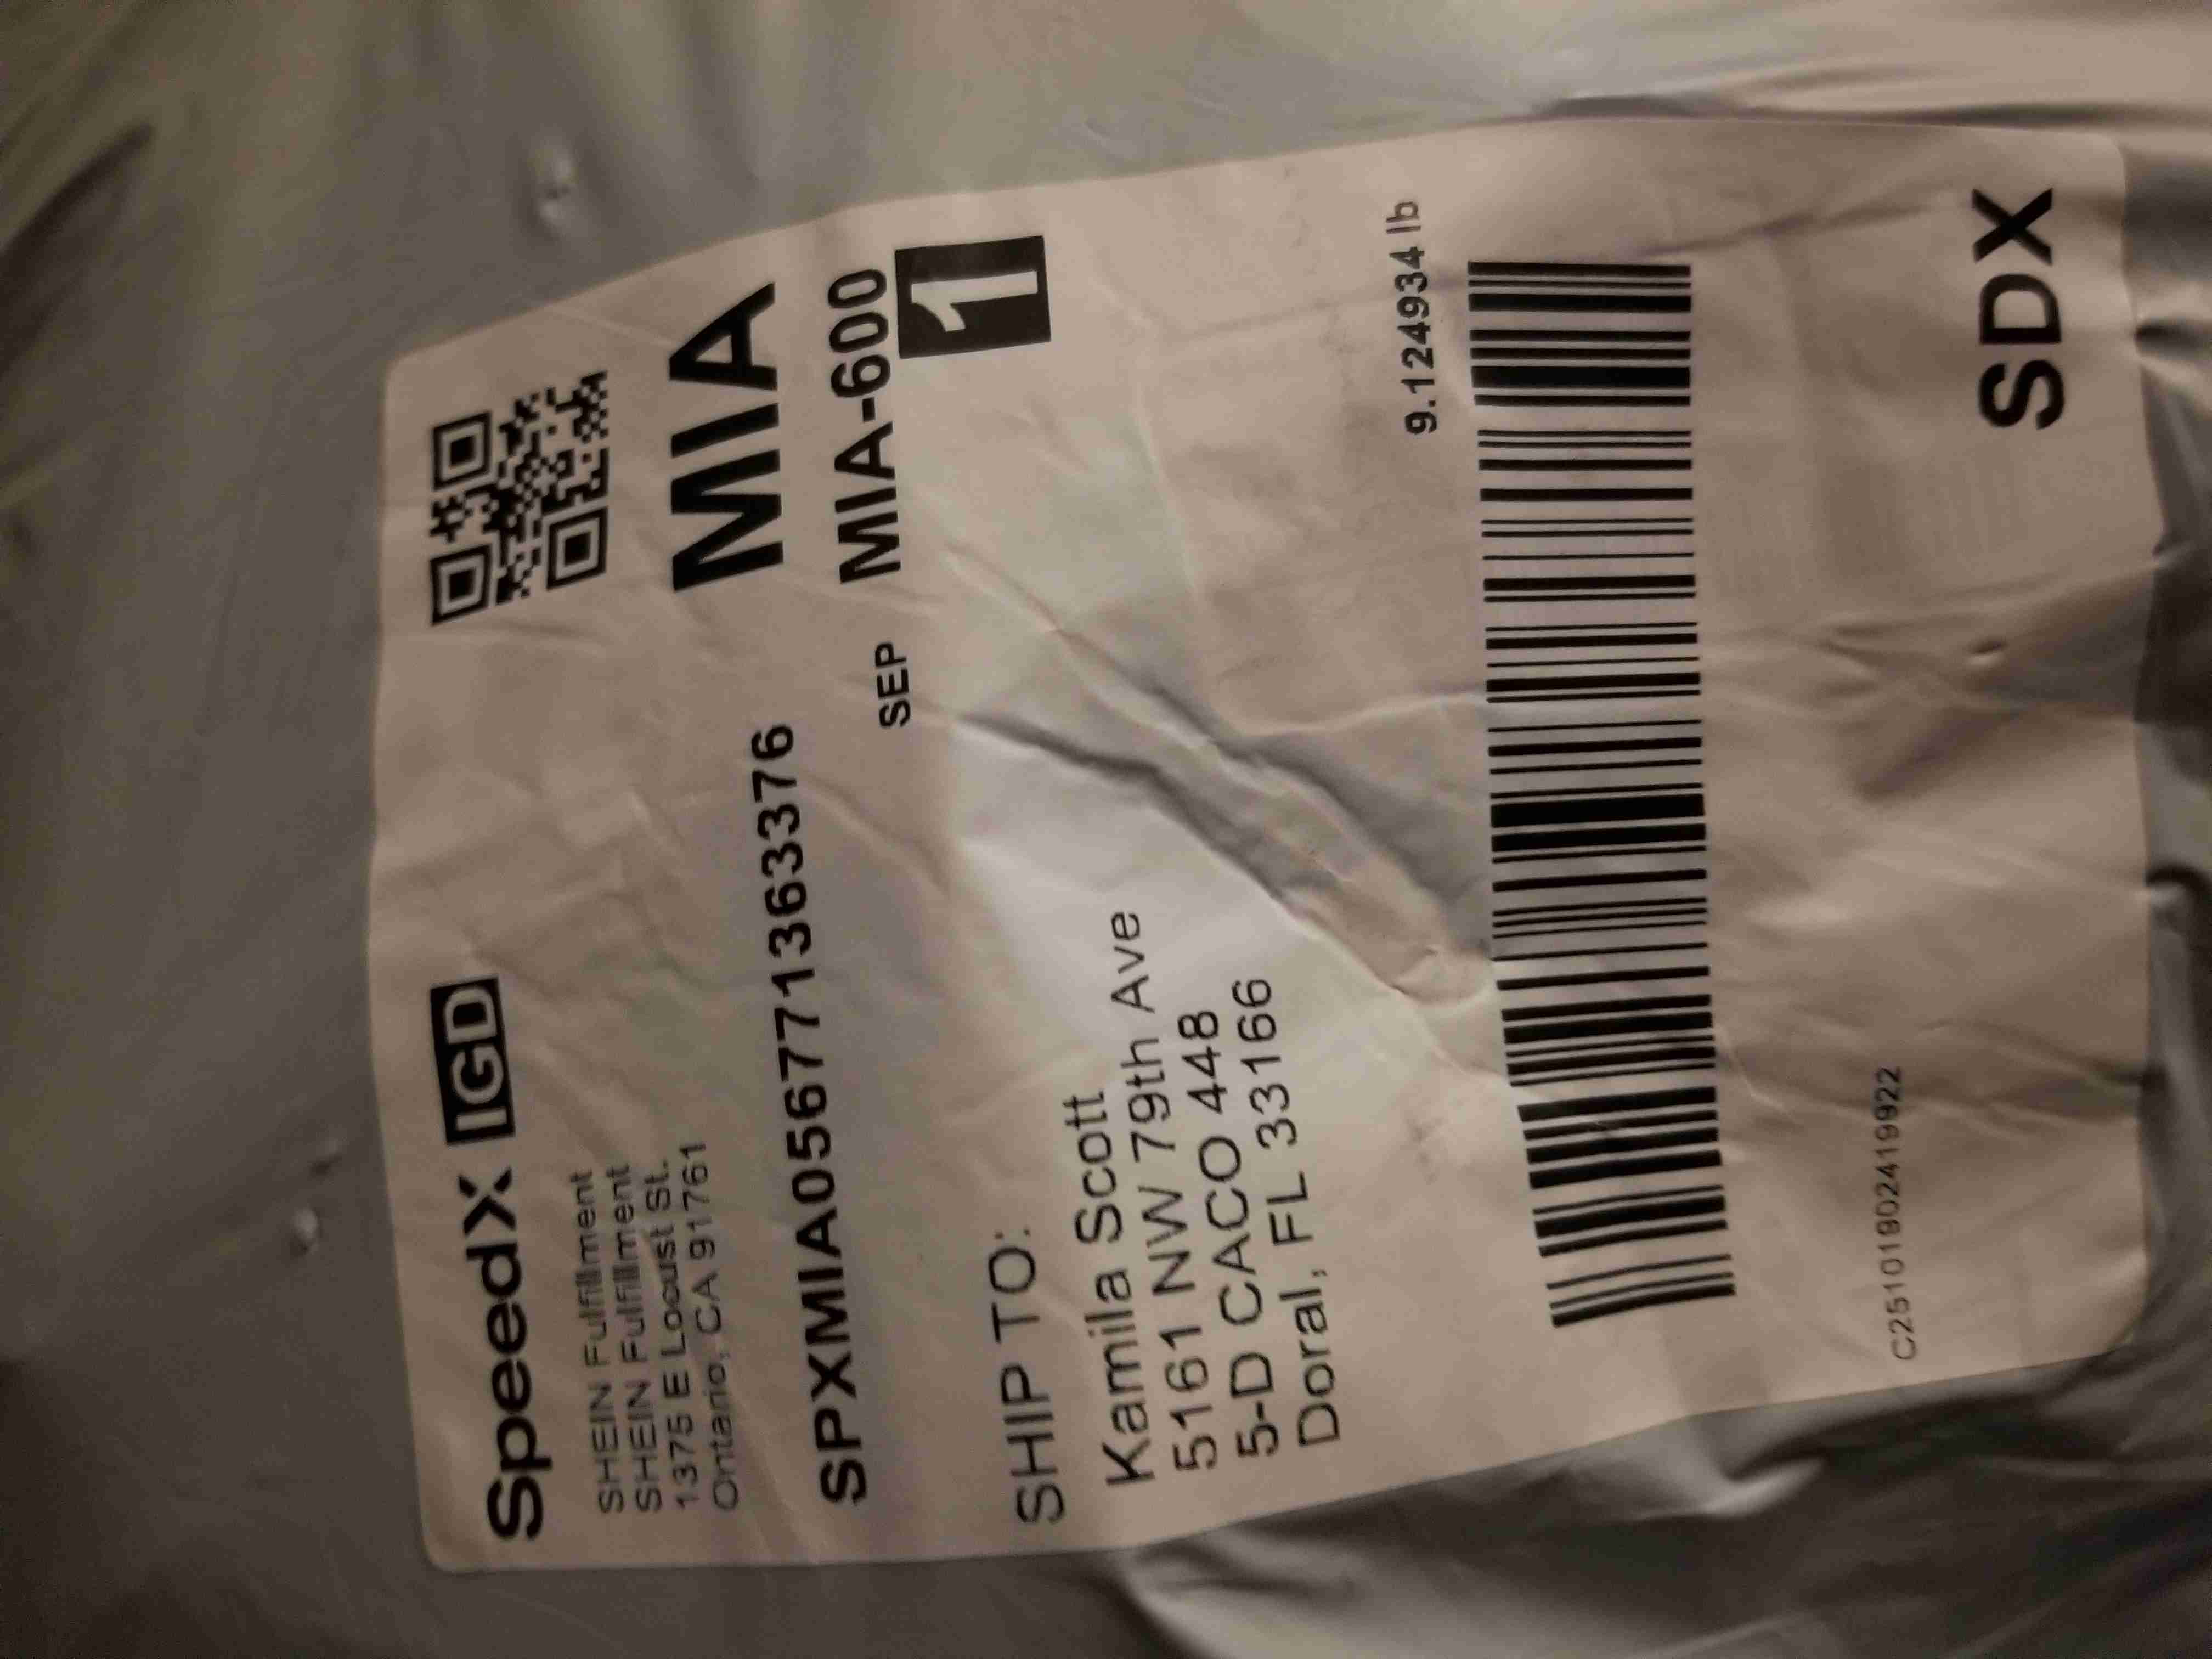 SpeedX IGD
SHEIN Fulfillment
SHEIN Fulfillment
1375 E Locust St.
Ontario, CA 91761
MIA
SPXMIA056771363376
SEP MIA-600
1
SHIP TO:
Kamila Scott
5161 NW 79th Ave
5-D CACO 448
Doral, FL 33166
9.124934 lb
C25101802419922
SDX